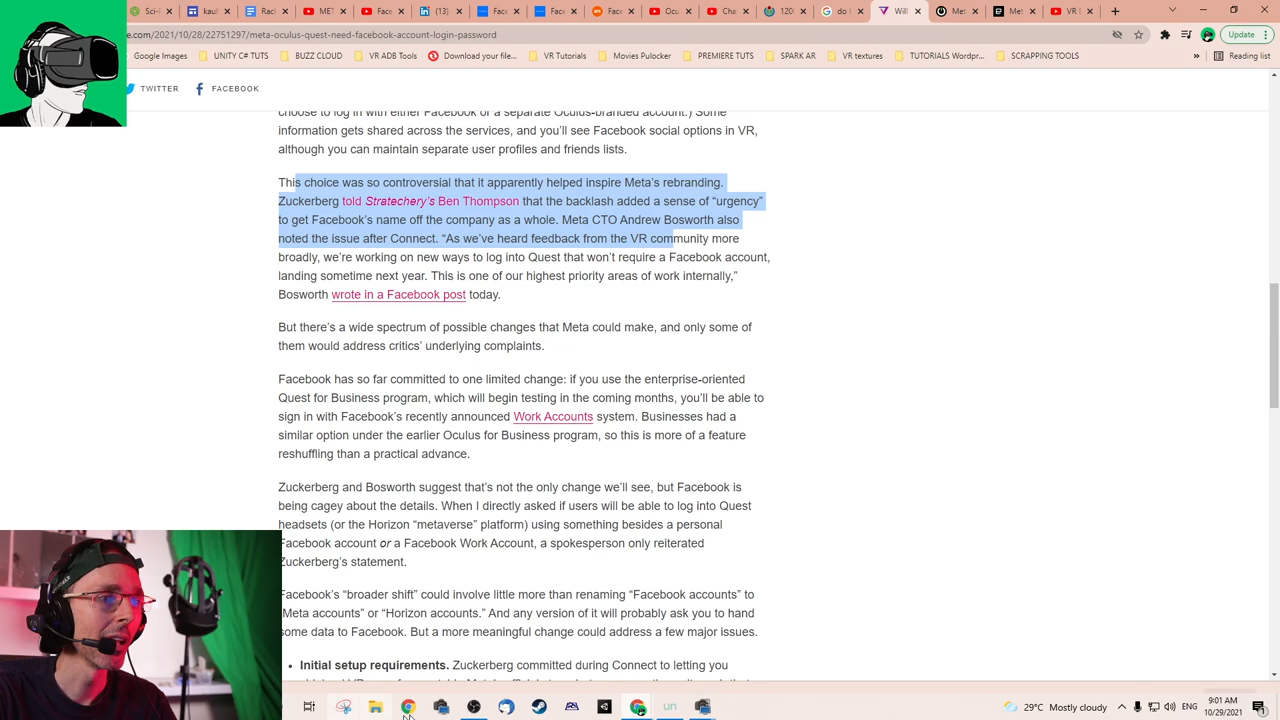 Sci-F
(13)
120
Will
Met
Met
Update
e.com/2021/10/28/22751297/meta-oculus-quest-need-facebook-account-login-password
Google Images UNITY C# TUTS BUZZ CLOUD VR ADB Tools Download your file... VR Tutorials Movies Pulocker PREMIERE TUTS SPARK AR VR textures TUTORIALS Wordpr... SCRAPPING TOOLS » Reading list
TWITTER FACEBOOK
choose to log in with either Facebook or a separate Oculus-branded account.) Some
information gets shared across the services, and you’ll see Facebook social options in VR,
although you can maintain separate user profiles and friends lists.
This choice was so controversial that it apparently helped inspire Meta’s rebranding.
Zuckerberg told Stratechery’s Ben Thompson that the backlash added a sense of “urgency”
to get Facebook’s name off the company as a whole. Meta CTO Andrew Bosworth also
noted the issue after Connect. “As we’ve heard feedback from the VR community more
broadly, we’re working on new ways to log into Quest that won’t require a Facebook account,
landing sometime next year. This is one of our highest priority areas of work internally,”
Bosworth wrote in a Facebook post today.
But there’s a wide spectrum of possible changes that Meta could make, and only some of
them would address critics’ underlying complaints.
Facebook has so far committed to one limited change: if you use the enterprise-oriented
Quest for Business program, which will begin testing in the coming months, you’ll be able to
sign in with Facebook’s recently announced Work Accounts system. Businesses had a
similar option under the earlier Oculus for Business program, so this is more of a feature
reshuffling than a practical advance.
Zuckerberg and Bosworth suggest that’s not the only change we’ll see, but Facebook is
being cagey about the details. When I directly asked if users will be able to log into Quest
headsets (or the Horizon “metaverse” platform) using something besides a personal
Facebook account or a Facebook Work Account, a spokesperson only reiterated
Zuckerberg’s statement.
Facebook’s “broader shift” could involve little more than renaming “Facebook accounts” to
Meta accounts” or “Horizon accounts.” And any version of it will probably ask you to hand
some data to Facebook. But a more meaningful change could address a few major issues.
• Initial setup requirements. Zuckerberg committed during Connect to letting you
29°C Mostly cloudy
9:01 AM
10/29/2021